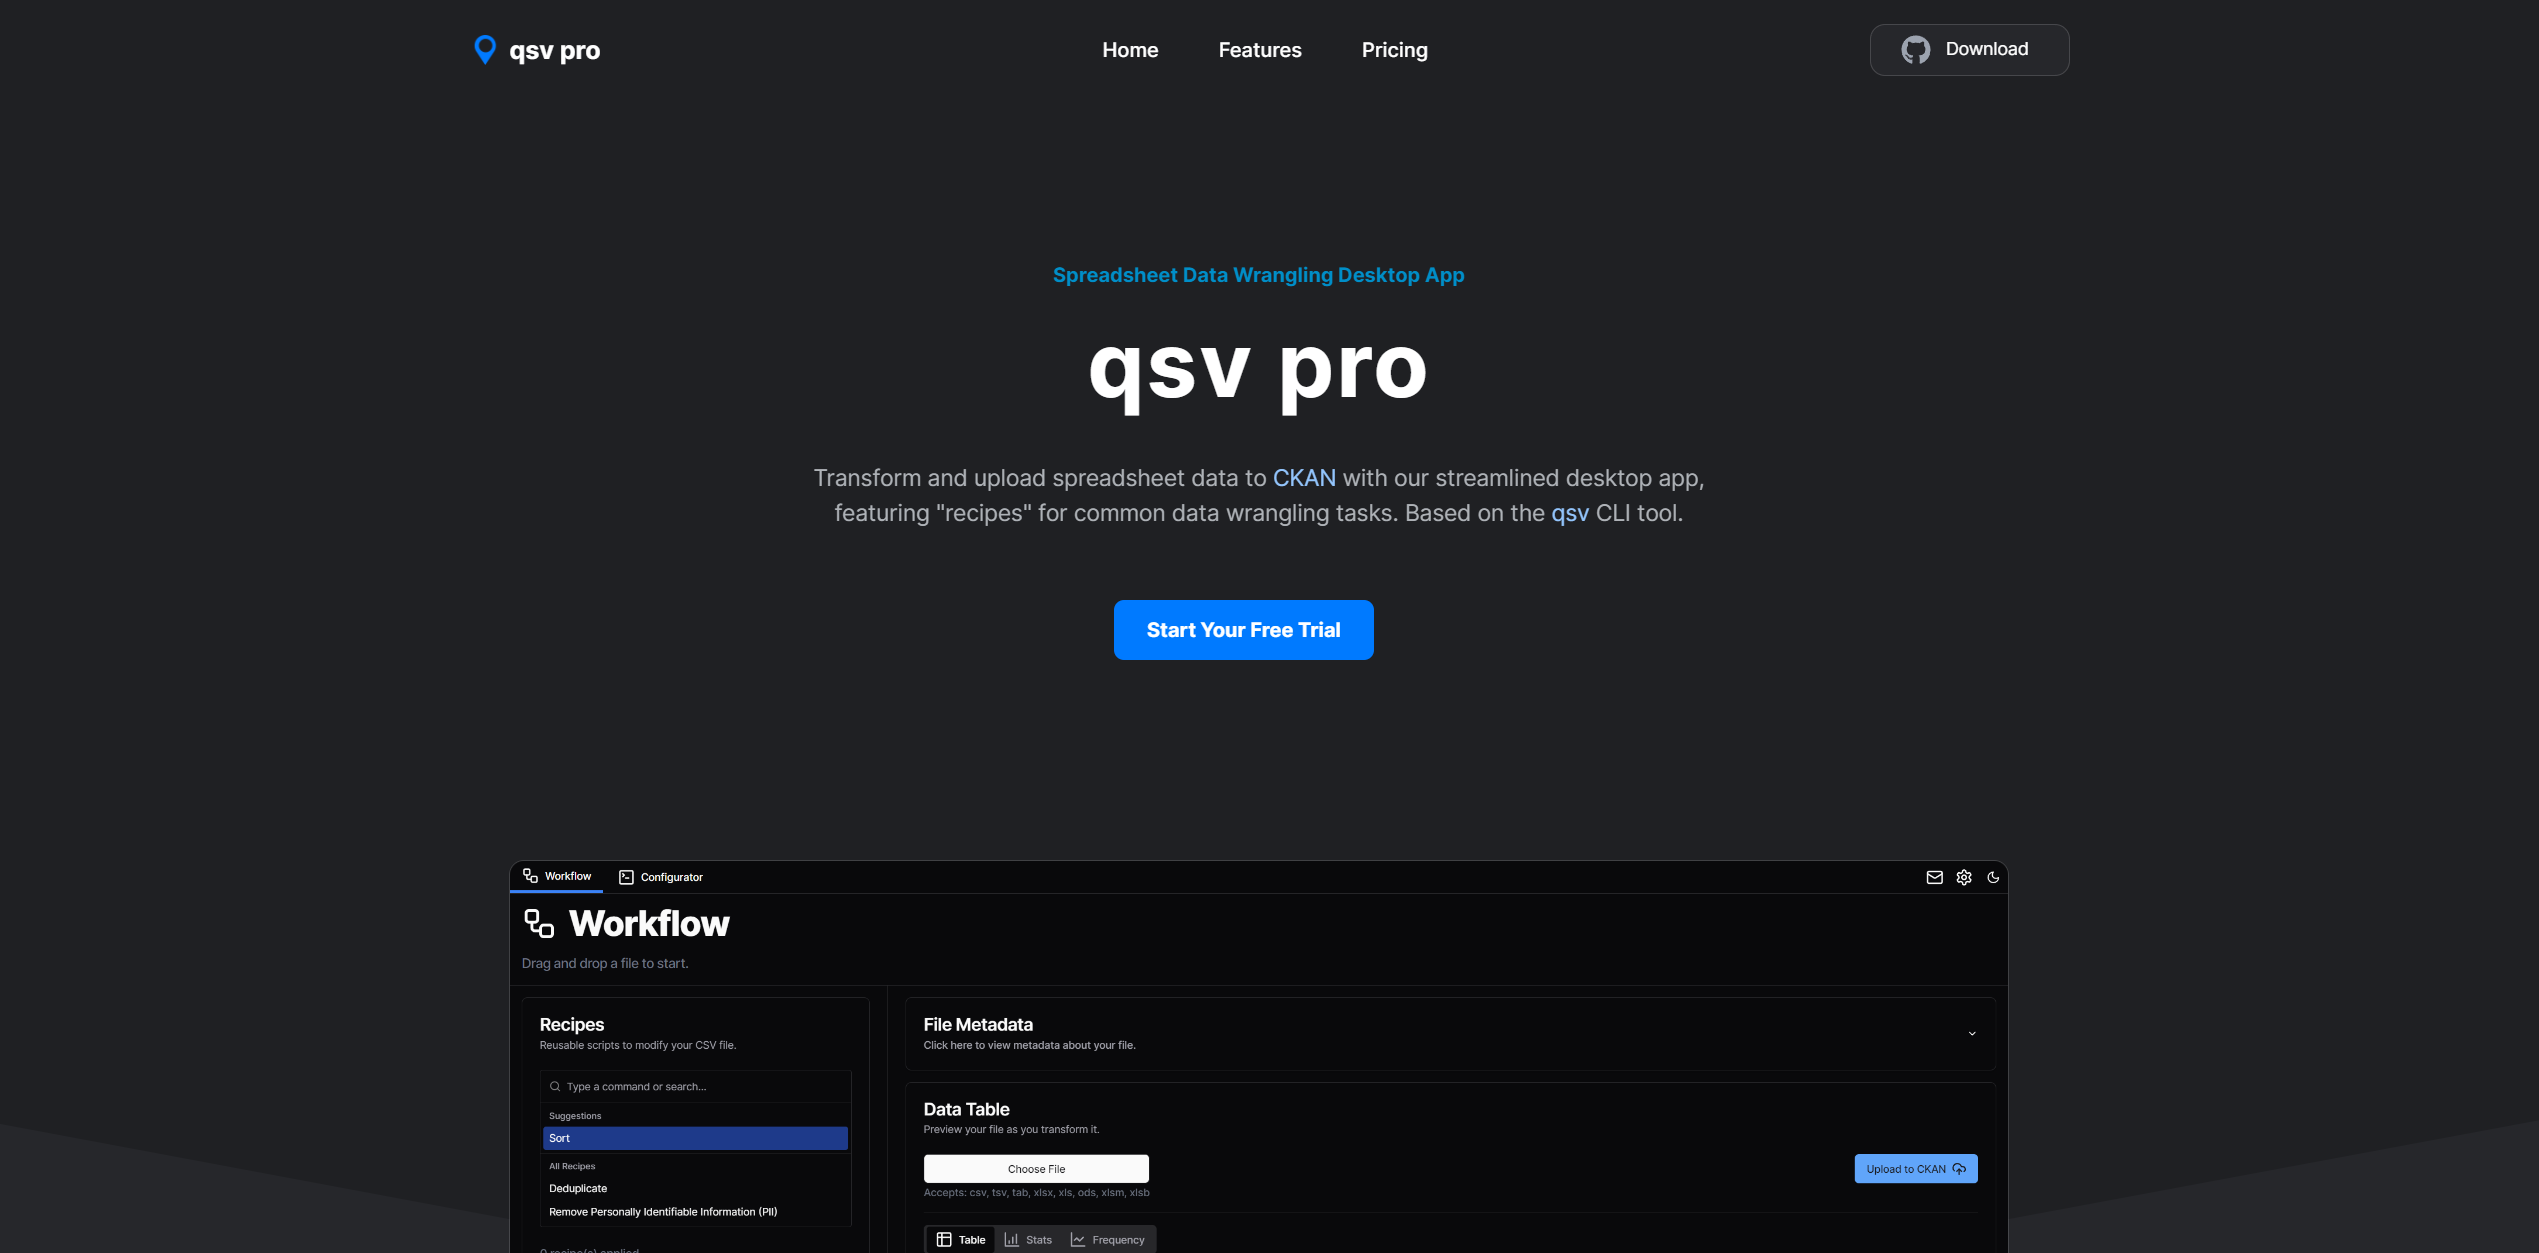 qsv pro
Home
Features
Pricing
Download
Spreadsheet Data Wrangling Desktop App
qsv pro
Transform and upload spreadsheet data to CKAN with our streamlined desktop app,
featuring "recipes" for common data wrangling tasks. Based on the qsv CLI tool.
Start Your Free Trial
Workflow
Configurator
Workflow
Drag and drop a file to start.
Recipes
Reusable scripts to modify your CSV file.
Type a command or search...
Suggestions
Sort
All Recipes
Deduplicate
Remove Personally Identifiable Information (PII)
0 recipe(s) applied
File Metadata
Click here to view metadata about your file.
Data Table
Preview your file as you transform it.
Choose File
Upload to CKAN
Accepts: csv, tsv, tab, xlsx, xls, ods, xlsm, xlsb
Table
Stats
Frequency